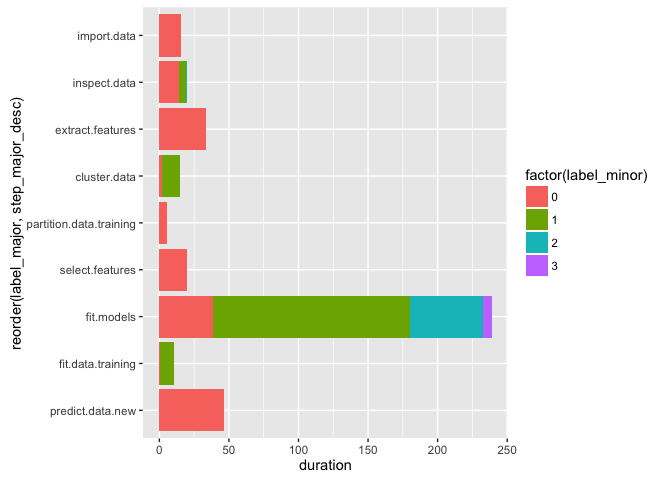 reorder(label_major, step_major_desc)
import.data
inspect.data
extract.features
cluster.data
partition.data.training
select.features
fit.models
fit.data.training
predict.data.new
0 50 100 150 200 250
duration
factor(label_minor)
0
1
2
3